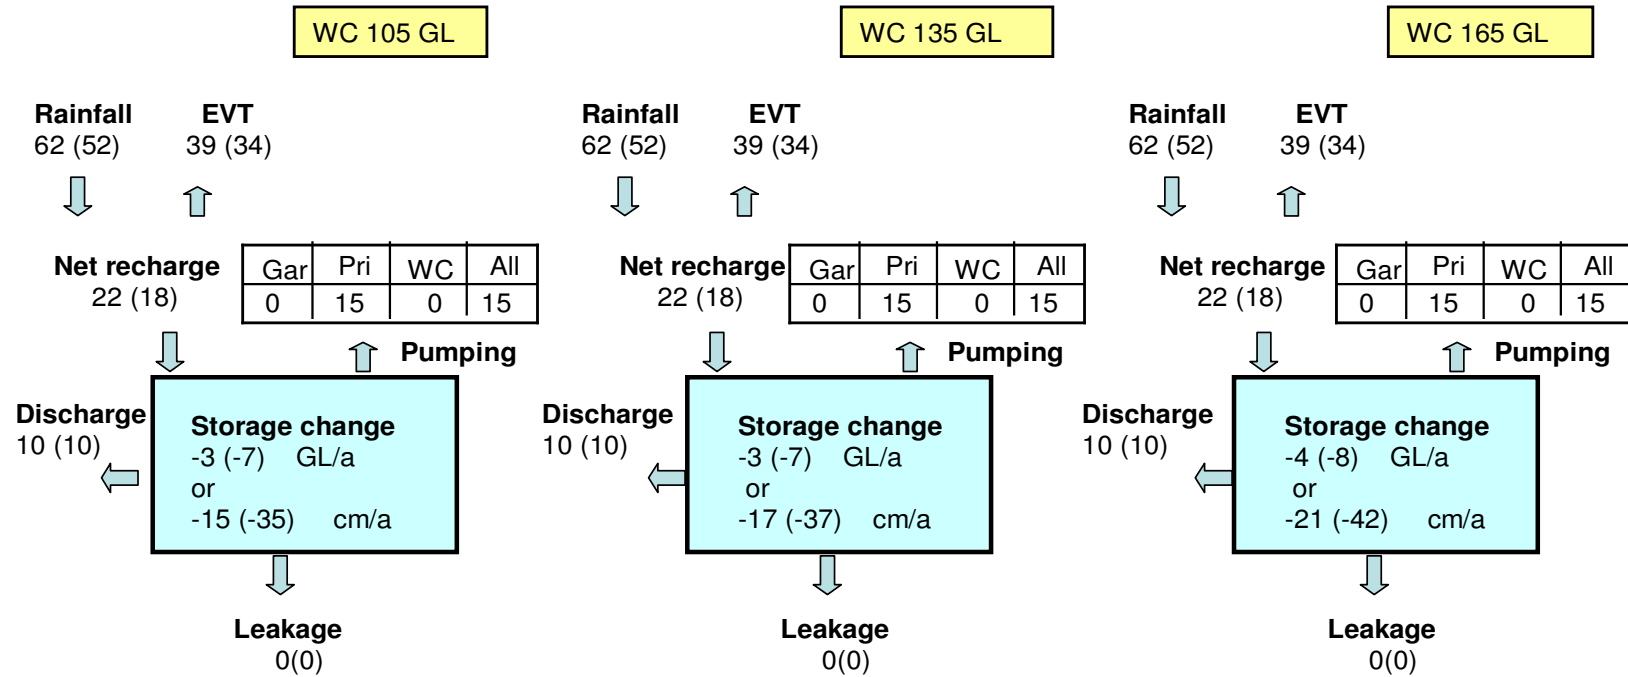 WC 105 GL
Rainfall EVT
62 (52) 39 (34)
Net recharge
22 (18)
Gar Pri WC All
0 15 0 15
Pumping
Discharge
10 (10)
Storage change
-3 (-7) GL/a
or
-15 (-35) cm/a
Leakage
0(0)
WC 135 GL
Rainfall EVT
62 (52) 39 (34)
Net recharge
22 (18)
Gar Pri WC All
0 15 0 15
Pumping
Discharge
10 (10)
Storage change
-3 (-7) GL/a
or
-17 (-37) cm/a
Leakage
0(0)
WC 165 GL
Rainfall EVT
62 (52) 39 (34)
Net recharge
22 (18)
Gar Pri WC All
0 15 0 15
Pumping
Discharge
10 (10)
Storage change
-4 (-8) GL/a
or
-21 (-42) cm/a
Leakage
0(0)